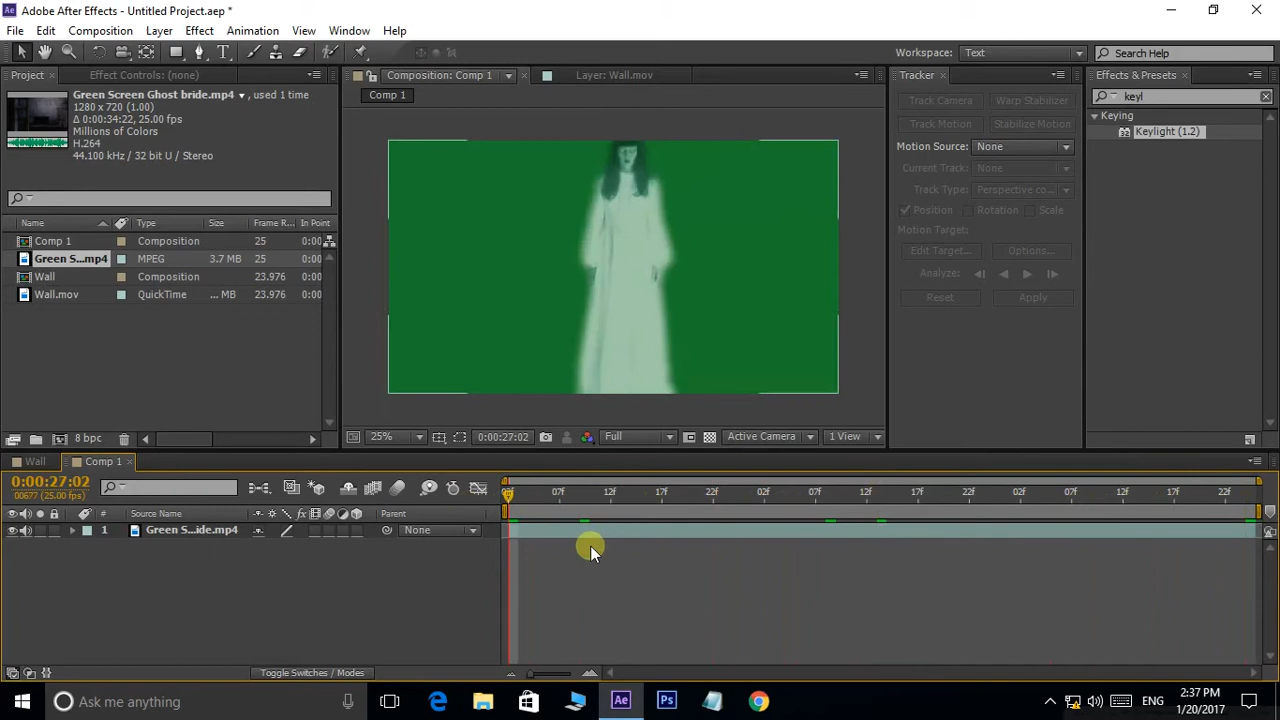 Adobe After Effects - Untitled Project.aep *
File Edit Composition Layer Effect Animation View Window Help
Workspace: Text Search Help
Project Effect Controls: (none)
Composition: Comp 1 Layer: Wall.mov
Tracker
Effects & Presets
Green Screen Ghost bride.mp4 , used 1 time
1280 x 720 (1.00)
Δ 0:00:34:22, 25.00 fps
Millions of Colors
H.264
44.100 kHz / 32 bit U / Stereo
Comp 1
Track Camera Warp Stabilizer
Track Motion Stabilize Motion
Motion Source: None
Current Track: None
Track Type: Perspective co...
Position Rotation Scale
Motion Target:
Edit Target... Options...
Analyze:
Reset Apply
keyl
Keying
Keylight (1.2)
Name Type Size Frame R... In Point
Comp 1 Composition 25 0:00
Green S...mp4 MPEG 3.7 MB 25 0:00
Wall Composition 23.976 0:00
Wall.mov QuickTime ... MB 23.976 0:00
8 bpc
25% 0:00:27:02 Full Active Camera 1 View
Wall Comp 1
0:00:27:02
00677 (25.00 fps)
# Source Name fx Parent
07f 12f 17f 22f 02f 07f 12f 17f 22f 02f 07f 12f 17f 22f
1 Green S...ide.mp4 None
Toggle Switches / Modes
Ask me anything
Ae Ps
ENG
2:37 PM
1/20/2017